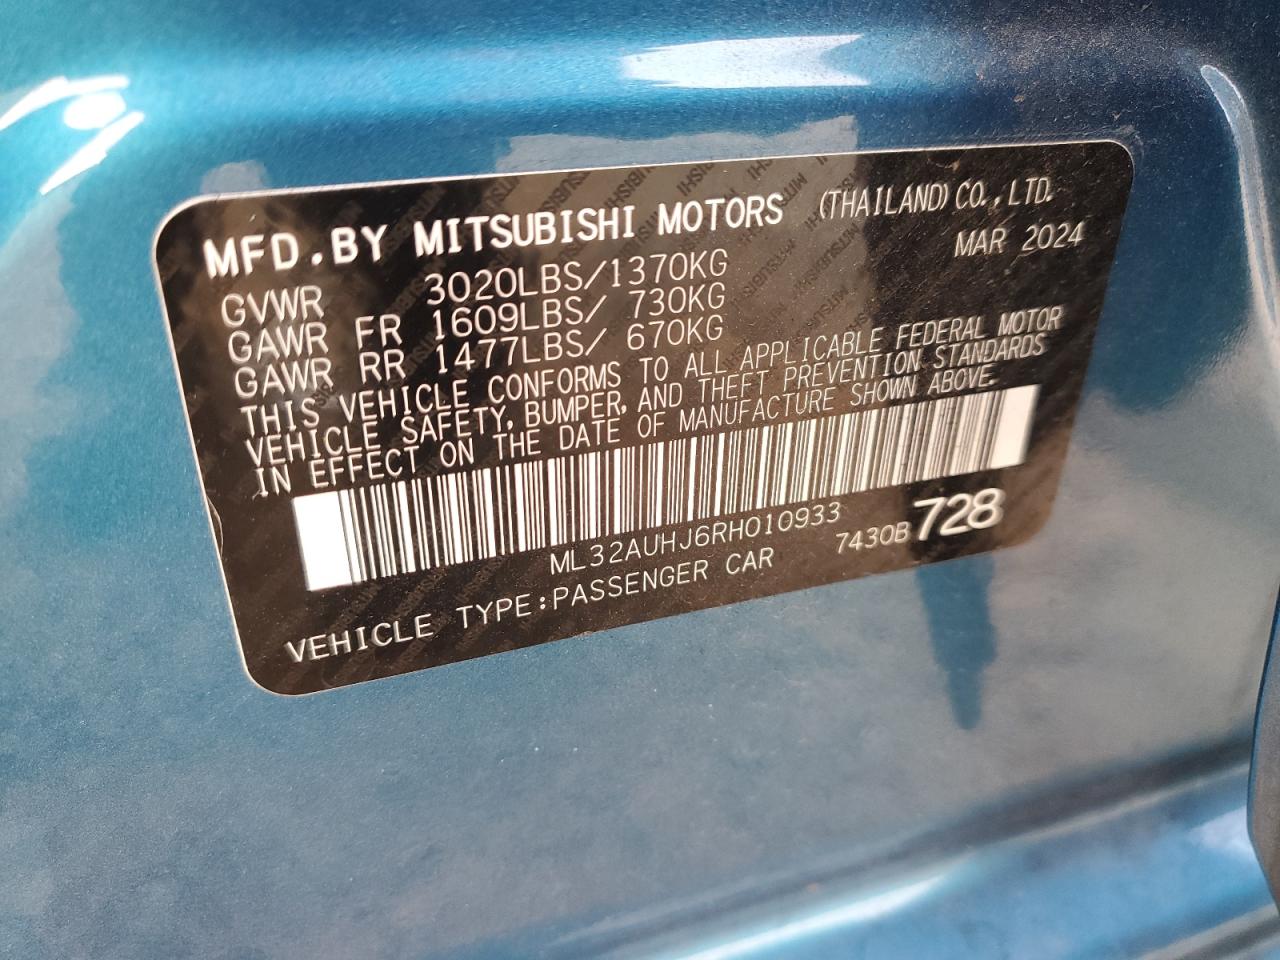 MFD.BY MITSUBISHI MOTORS (THAILAND) CO.,LTD.
MAR 2024
GVWR 3020LBS/1370KG
GAWR FR 1609LBS/ 730KG
GAWR RR 1477LBS/ 670KG
THIS VEHICLE CONFORMS TO ALL APPLICABLE FEDERAL MOTOR
VEHICLE SAFETY, BUMPER, AND THEFT PREVENTION STANDARDS
IN EFFECT ON THE DATE OF MANUFACTURE SHOWN ABOVE.
ML32AUHJ6RH010933
7430B 728
VEHICLE TYPE:PASSENGER CAR